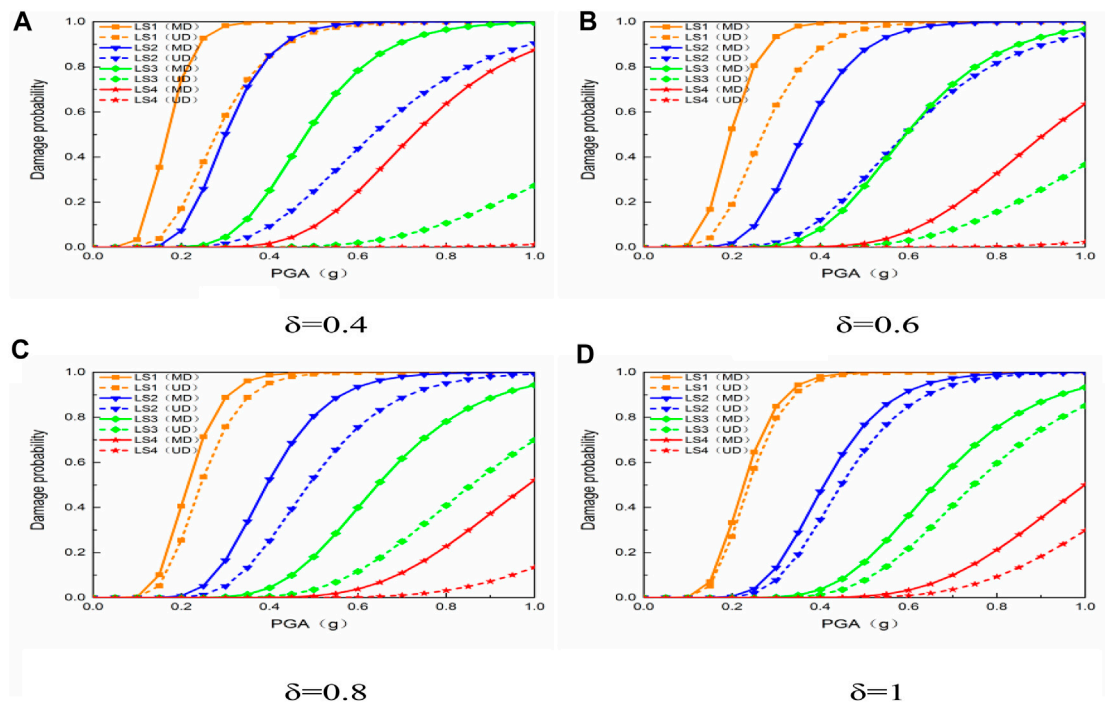 A
1.0
0.8
0.6
0.4
0.2
0.0
Damage probability
LS1（MD）
LS1（UD）
LS2（MD）
LS2（UD）
LS3（MD）
LS3（UD）
LS4（MD）
LS4（UD）
0.0 0.2 0.4 0.6 0.8 1.0
PGA（g）
δ=0.4
B
1.0
0.8
0.6
0.4
0.2
0.0
Damage probability
LS1（MD）
LS1（UD）
LS2（MD）
LS2（UD）
LS3（MD）
LS3（UD）
LS4（MD）
LS4（UD）
0.0 0.2 0.4 0.6 0.8 1.0
PGA（g）
δ=0.6
C
1.0
0.8
0.6
0.4
0.2
0.0
Damage probability
LS1（MD）
LS1（UD）
LS2（MD）
LS2（UD）
LS3（MD）
LS3（UD）
LS4（MD）
LS4（UD）
0.0 0.2 0.4 0.6 0.8 1.0
PGA（g）
δ=0.8
D
1.0
0.8
0.6
0.4
0.2
0.0
Damage probability
LS1（MD）
LS1（UD）
LS2（MD）
LS2（UD）
LS3（MD）
LS3（UD）
LS4（MD）
LS4（UD）
0.0 0.2 0.4 0.6 0.8 1.0
PGA（g）
δ=1